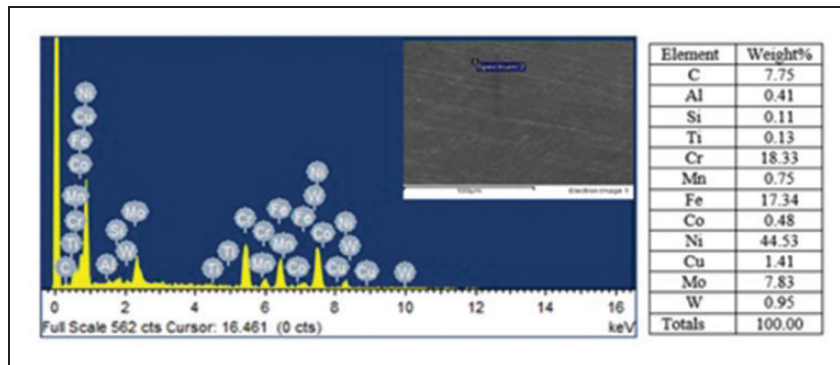 Ni
Cu
Fe
Co
Mn
Cr
Ti
C
Al
Si
W
Mo
Ti
Ti
Cr
Cr
Mn
Fe
Mn
Fe
Co
Ni
W
Co
Cu
Ni
W
Cu
W
0 2 4 6 8 10 12 14 16
Full Scale 562 cts Cursor: 16.461 (0 cts) keV
Spectrum 2
100µm Electron Image 1
Element Weight%
C 7.75
Al 0.41
Si 0.11
Ti 0.13
Cr 18.33
Mn 0.75
Fe 17.34
Co 0.48
Ni 44.53
Cu 1.41
Mo 7.83
W 0.95
Totals 100.00